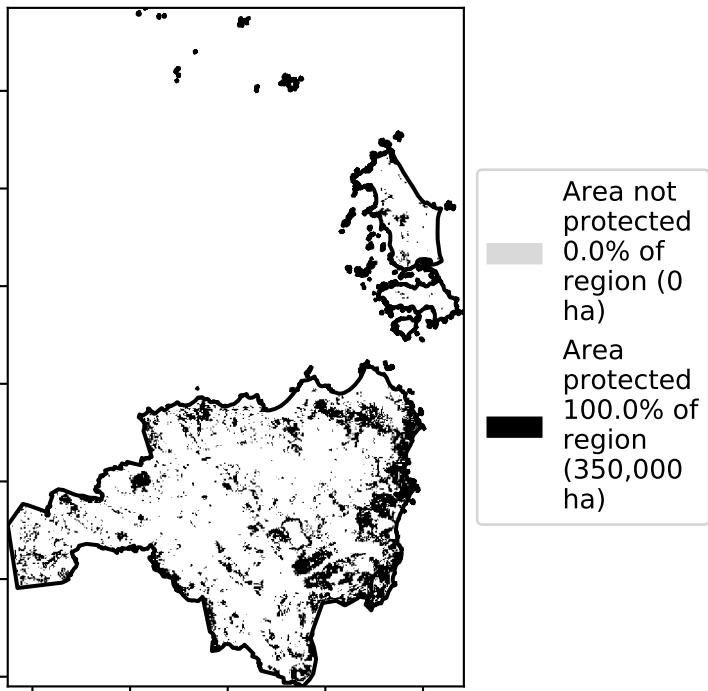 Area not
protected
0.0% of
region (0
ha)
Area
protected
100.0% of
region
(350,000
ha)